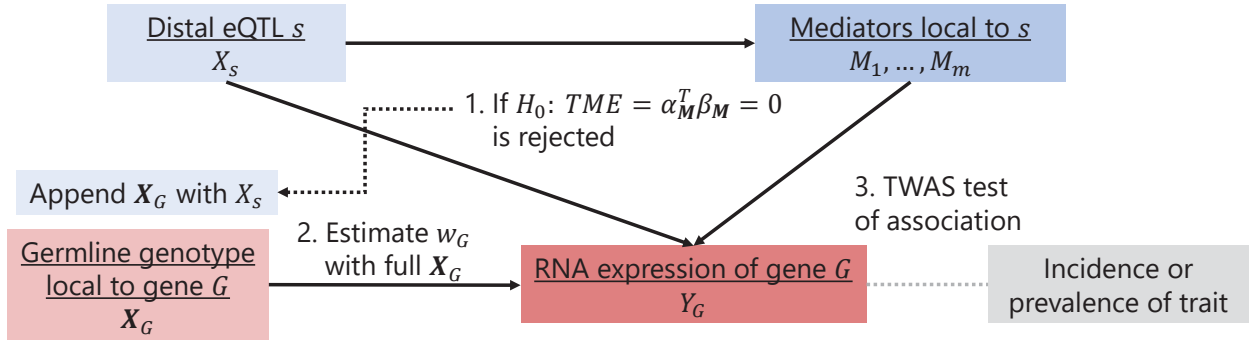 Distal eQTL s
X_s
Mediators local to s
M_1, … , M_m
1. If H_0: TME = α_M^T β_M = 0
is rejected
Append X_G with X_s
3. TWAS test
of association
2. Estimate w_G
with full X_G
Germline genotype
local to gene G
X_G
RNA expression of gene G
Y_G
Incidence or
prevalence of trait